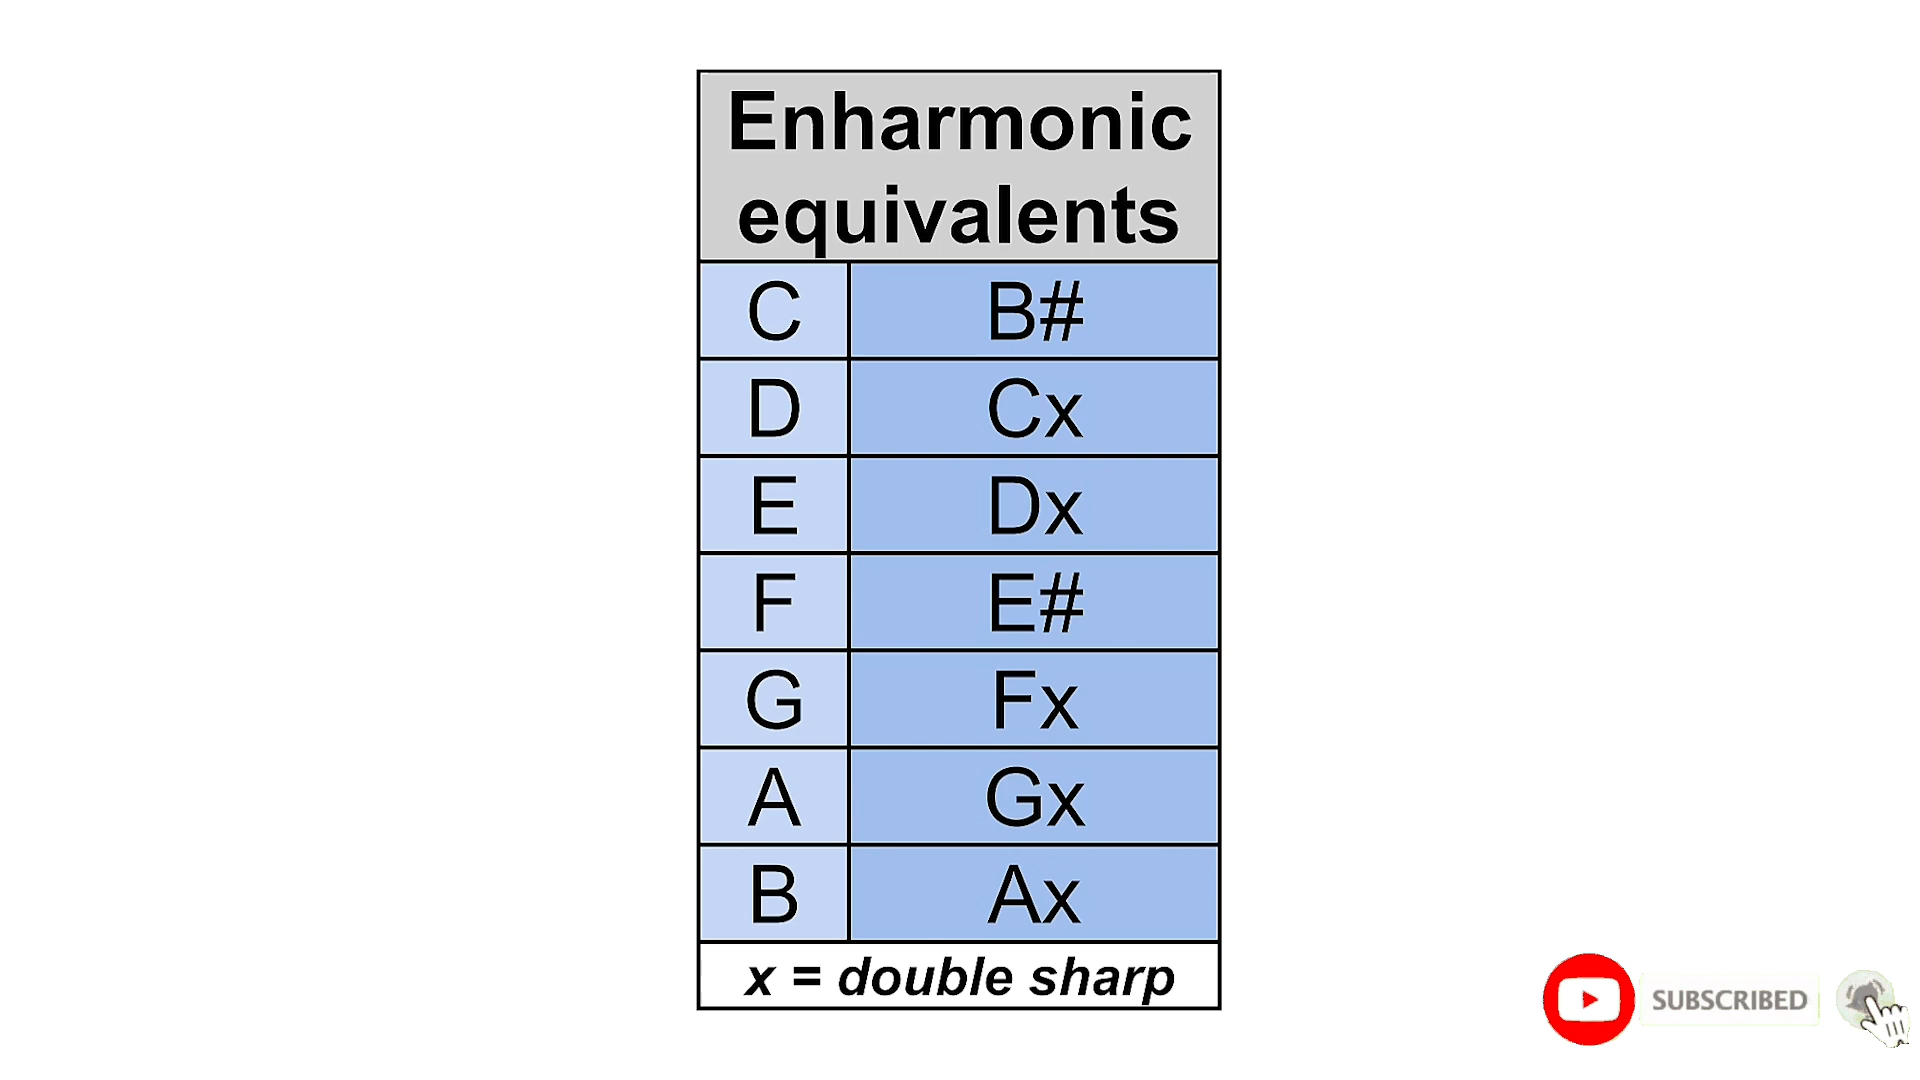 Enharmonic
equivalents
C B#
D Cx
E Dx
F E#
G Fx
A Gx
B Ax
x = double sharp
SUBSCRIBED